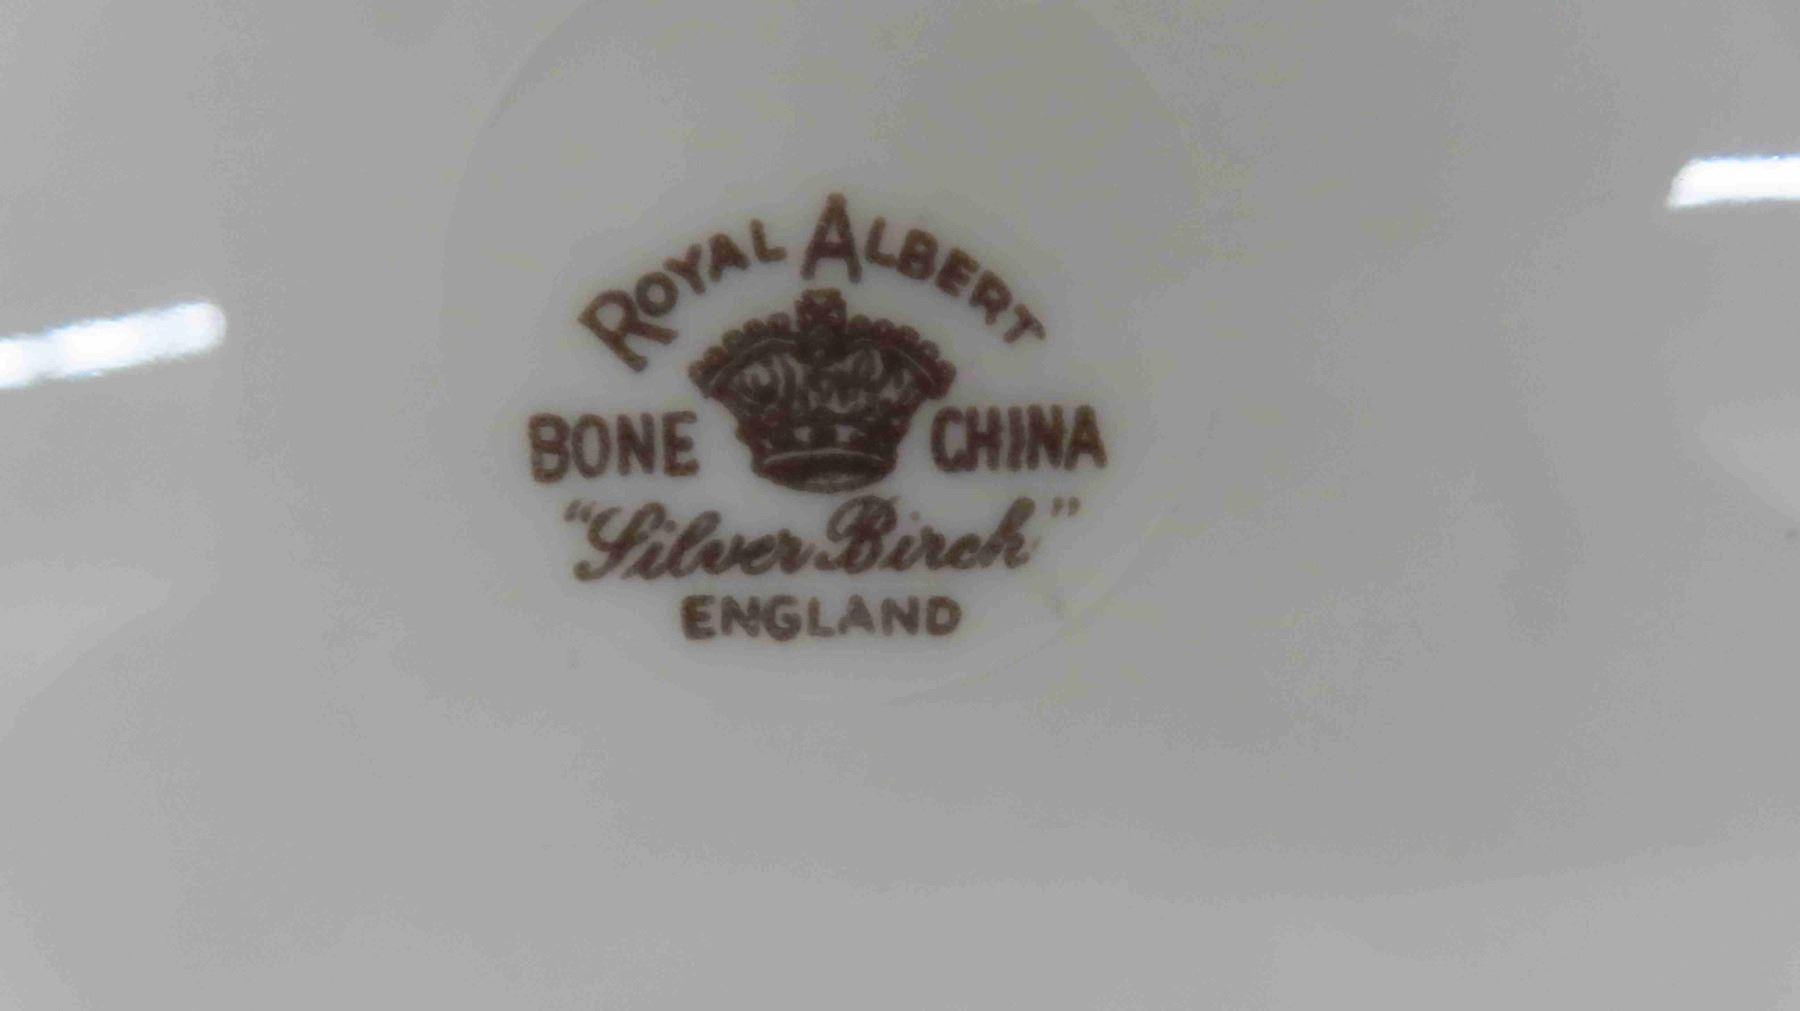 ROYAL ALBERT
BONE CHINA
"Silver Birch"
ENGLAND